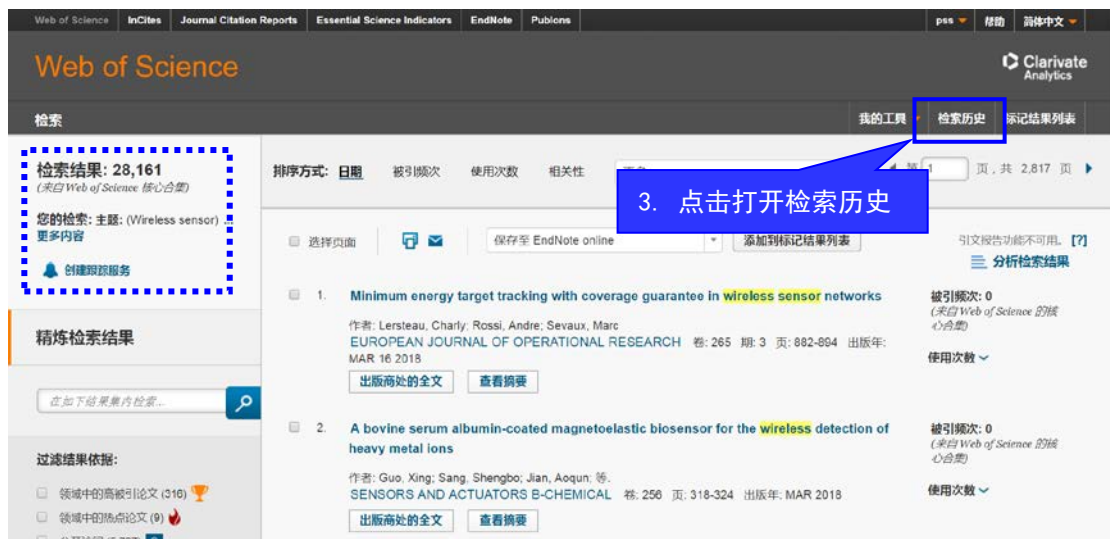 Web of Science InCites Journal Citation Reports Essential Science Indicators EndNote Publons pss 帮助 简体中文
Web of Science
Clarivate
Analytics
检索 我的工具 检索历史 标记结果列表
检索结果: 28,161
(来自 Web of Science 核心合集)
您的检索: 主题: (Wireless sensor) ...
更多内容
创建跟踪服务
排序方式: 日期 被引频次 使用次数 相关性 第 1 页, 共 2,817 页
3. 点击打开检索历史
选择页面 保存至 EndNote online 添加到标记结果列表
引文报告功能不可用。 [?]
分析检索结果
1. Minimum energy target tracking with coverage guarantee in wireless sensor networks
作者: Lersteau, Charly; Rossi, Andre; Sevaux, Marc
EUROPEAN JOURNAL OF OPERATIONAL RESEARCH 卷: 265 期: 3 页: 882-894 出版年:
MAR 16 2018
出版商处的全文 查看摘要
被引频次: 0
(来自 Web of Science 的核
心合集)
使用次数
精炼检索结果
在如下结果集内检索...
过滤结果依据:
领域中的高被引论文 (316)
领域中的热点论文 (9)
2. A bovine serum albumin-coated magnetoelastic biosensor for the wireless detection of
heavy metal ions
作者: Guo, Xing; Sang, Shengbo; Jian, Aoqun; 等.
SENSORS AND ACTUATORS B-CHEMICAL 卷: 256 页: 318-324 出版年: MAR 2018
出版商处的全文 查看摘要
被引频次: 0
(来自 Web of Science 的核
心合集)
使用次数